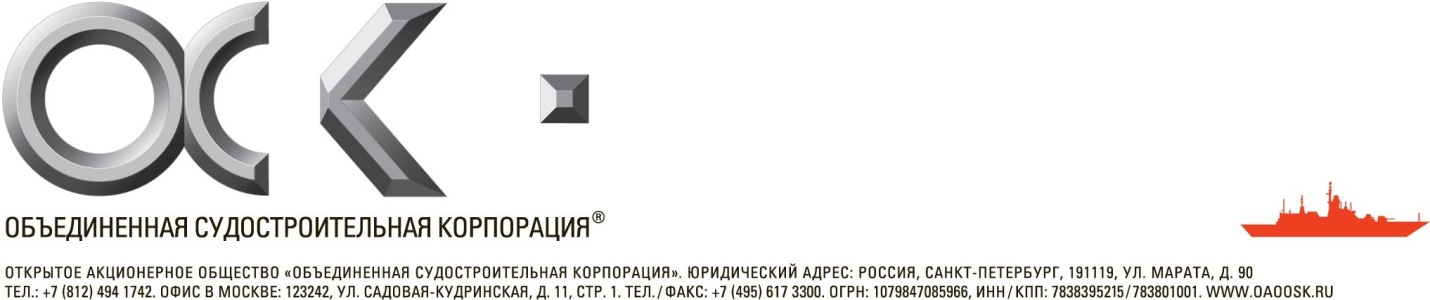 ОСК
ОБЪЕДИНЕННАЯ СУДОСТРОИТЕЛЬНАЯ КОРПОРАЦИЯ®
ОТКРЫТОЕ АКЦИОНЕРНОЕ ОБЩЕСТВО «ОБЪЕДИНЕННАЯ СУДОСТРОИТЕЛЬНАЯ КОРПОРАЦИЯ». ЮРИДИЧЕСКИЙ АДРЕС: РОССИЯ, САНКТ-ПЕТЕРБУРГ, 191119, УЛ. МАРАТА, Д. 90
ТЕЛ.: +7 (812) 494 1742. ОФИС В МОСКВЕ: 123242, УЛ. САДОВАЯ-КУДРИНСКАЯ, Д. 11, СТР. 1. ТЕЛ./ФАКС: +7 (495) 617 3300. ОГРН: 1079847085966, ИНН/КПП: 7838395215/783801001. WWW.OAOOSK.RU